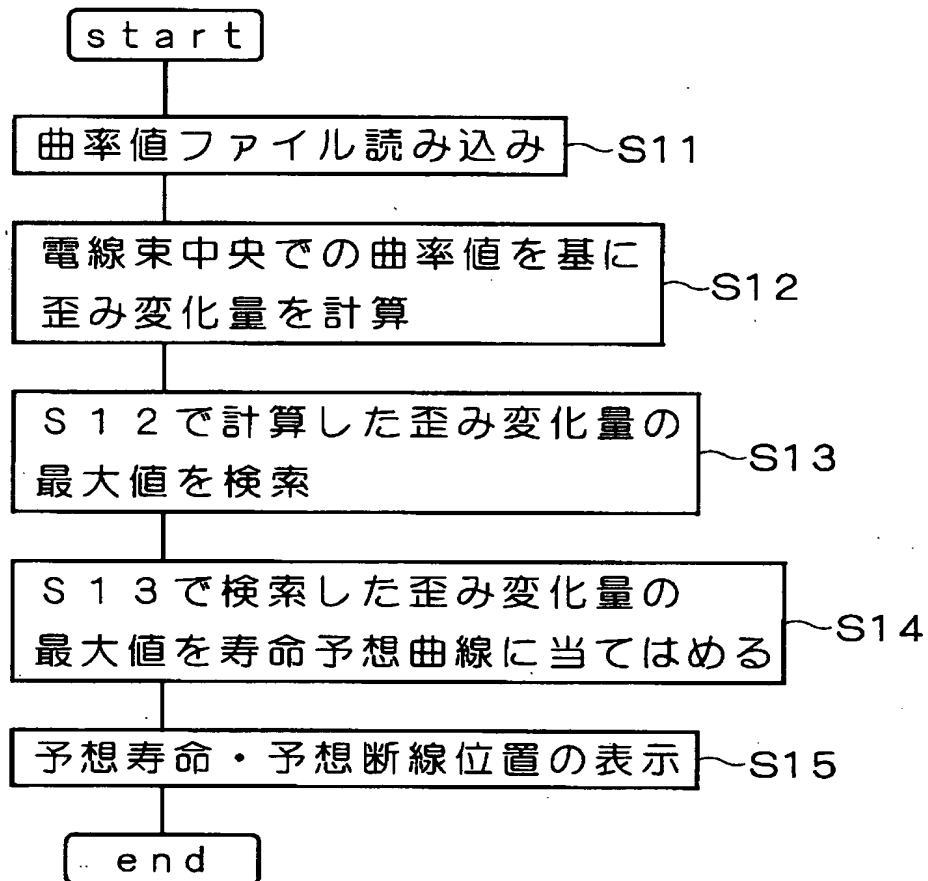 start
曲率値ファイル読み込み
S11
電線束中央での曲率値を基に
歪み変化量を計算
S12
S12で計算した歪み変化量の
最大値を検索
S13
S13で検索した歪み変化量の
最大値を寿命予想曲線に当てはめる
S14
予想寿命・予想断線位置の表示
S15
end